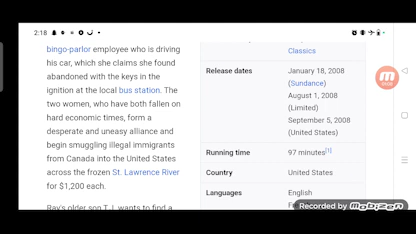 2:18
bingo-parlor employee who is driving
his car, which she claims she found
abandoned with the keys in the
ignition at the local bus station. The
two women, who have both fallen on
hard economic times, form a
desperate and uneasy alliance and
begin smuggling illegal immigrants
from Canada into the United States
across the frozen St. Lawrence River
for $1,200 each.
Ray's older son T.J. wants to find a
Classics
Release dates
January 18, 2008
(Sundance)
August 1, 2008
(Limited)
September 5, 2008
(United States)
Running time
97 minutes[1]
Country
United States
Languages
English
Recorded by Mobizen